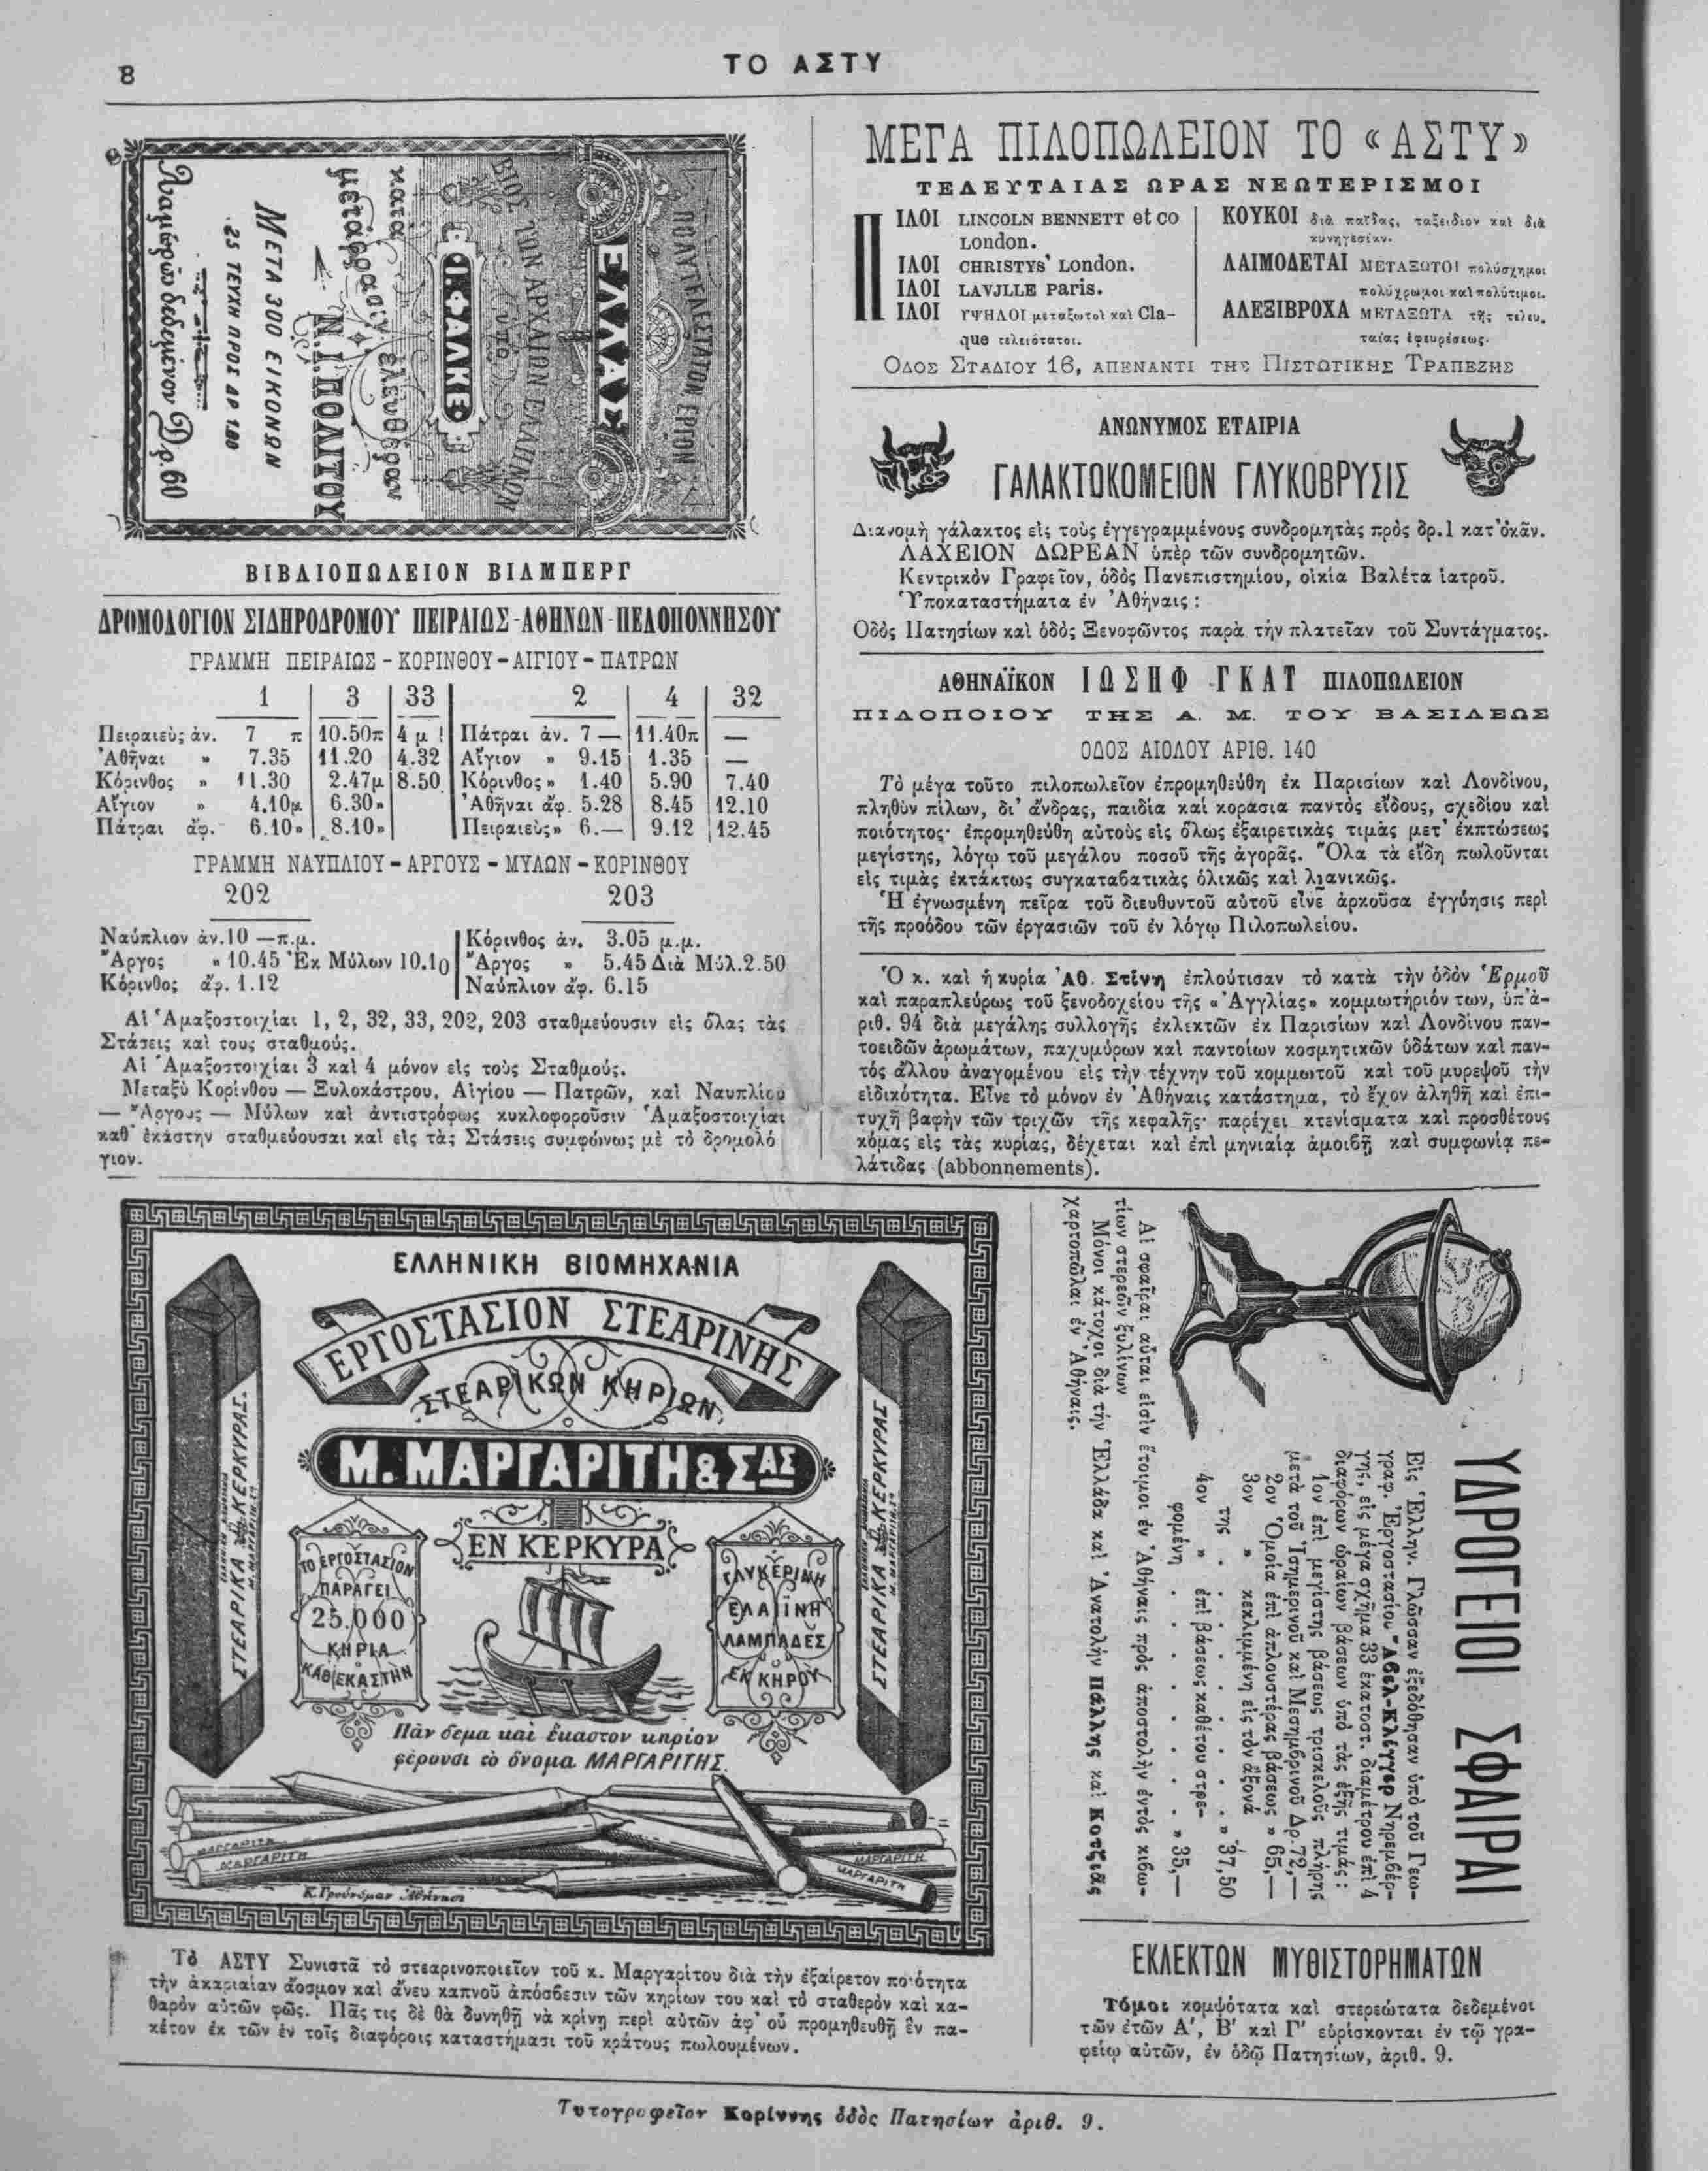 8
ΤΟ ΑΣΤΥ
ΠΟΛΥΤΕΛΕΣΤΑΤΟΝ ΕΡΓΟΝ
ΕΛΛΑΣ
ΒΙΟΣ ΤΩΝ ΑΡΧΑΙΩΝ ΕΛΛΗΝΩΝ
ΥΠΟ
Ι. ΦΑΛΚΕ
κατὰ
μετάφρασιν ἐλευθέραν
Ν. Ι. ΠΟΛΙΤΟΥ
ΜΕΤΑ 300 ΕΙΚΟΝΩΝ
25 ΤΕΥΧΗ ΠΡΟΣ ΔΡ 1.80
Λαμπρῶς δεδεμένον Δρ. 60
ΒΙΒΛΙΟΠΩΛΕΙΟΝ ΒΙΛΜΠΕΡΓ
ΔΡΟΜΟΛΟΓΙΟΝ ΣΙΔΗΡΟΔΡΟΜΟΥ ΠΕΙΡΑΙΩΣ-ΑΘΗΝΩΝ-ΠΕΛΟΠΟΝΝΗΣΟΥ
ΓΡΑΜΜΗ ΠΕΙΡΑΙΩΣ - ΚΟΡΙΝΘΟΥ - ΑΙΓΙΟΥ - ΠΑΤΡΩΝ
1 3 33 2 4 32
Πειραιεὺς ἀν. 7 π 10.50π 4 μ Πάτραι ἀν. 7 — 11.40π —
Ἀθῆναι » 7.35 11.20 4.32 Αἴγιον » 9.15 1.35 —
Κόρινθος » 11.30 2.47μ 8.50 Κόρινθος » 1.40 5.90 7.40
Αἴγιον » 4.10μ 6.30» Ἀθῆναι ἀφ. 5.28 8.45 12.10
Πάτραι ἀφ. 6.10» 8.10» Πειραιεὺς» 6.— 9.12 12.45
ΓΡΑΜΜΗ ΝΑΥΠΛΙΟΥ - ΑΡΓΟΥΣ - ΜΥΛΩΝ - ΚΟΡΙΝΘΟΥ
202 203
Ναύπλιον ἀν.10 — π.μ. Κόρινθος ἀν. 3.05 μ.μ.
Ἄργος » 10.45 Ἐκ Μύλων 10.10 Ἄργος » 5.45 Διὰ Μύλ.2.50
Κόρινθος ἀφ. 1.12 Ναύπλιον ἀφ. 6.15
Αἱ Ἁμαξοστοιχίαι 1, 2, 32, 33, 202, 203 σταθμεύουσιν εἰς ὅλας τὰς
Στάσεις καὶ τους σταθμούς.
Αἱ Ἁμαξοστοιχίαι 3 καὶ 4 μόνον εἰς τοὺς Σταθμούς.
Μεταξὺ Κορίνθου — Ξυλοκάστρου, Αἰγίου — Πατρῶν, καὶ Ναυπλίου
— Ἄργους — Μύλων καὶ ἀντιστρόφως κυκλοφοροῦσιν Ἁμαξοστοιχίαι
καθ' ἑκάστην σταθμεύουσαι καὶ εἰς τὰς Στάσεις συμφώνως μὲ τὸ δρομολό
γιον.
ΜΕΓΑ ΠΙΛΟΠΩΛΕΙΟΝ ΤΟ «ΑΣΤΥ»
ΤΕΛΕΥΤΑΙΑΣ ΩΡΑΣ ΝΕΩΤΕΡΙΣΜΟΙ
ΠΙΛΟΙ LINCOLN BENNETT et CO
London.
ΙΛΟΙ CHRISTYS' London.
ΙΛΟΙ LAVJLLE Paris.
ΙΛΟΙ ΥΨΗΛΟΙ μεταξωτοὶ καὶ Cla-
que τελειότατοι.
ΚΟΥΚΟΙ διὰ παῖδας, ταξειδιον καὶ διὰ
κυνηγεσίαν.
ΛΑΙΜΟΔΕΤΑΙ ΜΕΤΑΞΩΤΟΙ πολύσχημοι
πολύχρωμοι καὶ πολύτιμοι.
ΑΛΕΞΙΒΡΟΧΑ ΜΕΤΑΞΩΤΑ τῆς τελευ.
ταίας ἐφευρέσεως.
ΟΔΟΣ ΣΤΑΔΙΟΥ 16, ΑΠΕΝΑΝΤΙ ΤΗΣ ΠΙΣΤΩΤΙΚΗΣ ΤΡΑΠΕΖΗΣ
ΑΝΩΝΥΜΟΣ ΕΤΑΙΡΙΑ
ΓΑΛΑΚΤΟΚΟΜΕΙΟΝ ΓΛΥΚΟΒΡΥΣΙΣ
Διανομὴ γάλακτος εἰς τοὺς ἐγγεγραμμένους συνδρομητὰς πρὸς δρ.1 κατ' ὀκᾶν.
ΛΑΧΕΙΟΝ ΔΩΡΕΑΝ ὑπὲρ τῶν συνδρομητῶν.
Κεντρικὸν Γραφεῖον, ὁδὸς Πανεπιστημίου, οἰκία Βαλέτα ἰατροῦ.
Ὑποκαταστήματα ἐν Ἀθήναις :
Οδὸς Πατησίων καὶ ὁδὸς Ξενοφῶντος παρὰ τὴν πλατεῖαν τοῦ Συντάγματος.
ΑΘΗΝΑΪΚΟΝ ΙΩΣΗΦ ΓΚΑΤ ΠΙΛΟΠΩΛΕΙΟΝ
ΠΙΛΟΠΟΙΟΥ ΤΗΣ Α. Μ. ΤΟΥ ΒΑΣΙΛΕΩΣ
ΟΔΟΣ ΑΙΟΛΟΥ ΑΡΙΘ. 140
Τὸ μέγα τοῦτο πιλοπωλεῖον ἐπρομηθεύθη ἐκ Παρισίων καὶ Λονδίνου,
πληθὺν πίλων, δι' ἄνδρας, παιδία καὶ κοράσια παντὸς εἴδους, σχεδίου καὶ
ποιότητος· ἐπρομηθεύθη αὐτοὺς εἰς ὅλως ἐξαιρετικὰς τιμὰς μετ' ἐκπτώσεως
μεγίστης, λόγῳ τοῦ μεγάλου ποσοῦ τῆς ἀγορᾶς. Ὅλα τὰ εἴδη πωλοῦνται
εἰς τιμὰς ἐκτάκτως συγκαταβατικὰς ὁλικῶς καὶ λιανικῶς.
Ἡ ἐγνωσμένη πεῖρα τοῦ διευθυντοῦ αὐτοῦ εἶνε ἀρκοῦσα ἐγγύησις περὶ
τῆς προόδου τῶν ἐργασιῶν τοῦ ἐν λόγῳ Πιλοπωλείου.
Ὁ κ. καὶ ἡ κυρία Ἀθ. Στίνη ἐπλούτισαν τὸ κατὰ τὴν ὁδὸν Ἑρμοῦ
καὶ παραπλεύρως τοῦ ξενοδοχείου τῆς «Ἀγγλίας» κομμωτήριόν των, ὑπ' ἀ-
ριθ. 94 διὰ μεγάλης συλλογῆς ἐκλεκτῶν ἐκ Παρισίων καὶ Λονδίνου παν-
τοειδῶν ἀρωμάτων, παχυμύρων καὶ παντοίων κοσμητικῶν ὑδάτων καὶ παν-
τὸς ἄλλου ἀναγομένου εἰς τὴν τέχνην τοῦ κομμωτοῦ καὶ τοῦ μυρεψοῦ τὴν
εἰδικότητα. Εἶνε τὸ μόνον ἐν Ἀθήναις κατάστημα, τὸ ἔχον ἀληθῆ καὶ ἐπι-
τυχῆ βαφὴν τῶν τριχῶν τῆς κεφαλῆς· παρέχει κτενίσματα καὶ προσθέτους
κόμας εἰς τὰς κυρίας, δέχεται καὶ ἐπὶ μηνιαίᾳ ἀμοιβῇ καὶ συμφωνίᾳ πε-
λάτιδας (abbonnements).
ΕΛΛΗΝΙΚΗ ΒΙΟΜΗΧΑΝΙΑ
ΕΡΓΟΣΤΑΣΙΟΝ ΣΤΕΑΡΙΝΗΣ
ΣΤΕΑΡΙΚΩΝ ΚΗΡΙΩΝ
Μ. ΜΑΡΓΑΡΙΤΗ & ΣΑΣ
ΕΝ ΚΕΡΚΥΡΑ
ΣΤΕΑΡΙΚΑ ΚΕΡΚΥΡΑΣ
ΣΤΕΑΡΙΚΑ ΚΕΡΚΥΡΑΣ
ΤΟ ΕΡΓΟΣΤΑΣΙΟΝ
ΠΑΡΑΓΕΙ
25.000
ΚΗΡΙΑ
ΚΑΘ' ΕΚΑΣΤΗΝ
ΓΛΥΚΕΡΙΝΗ
ΕΛΑΪΝΗ
ΛΑΜΠΑΔΕΣ
ΕΚ ΚΗΡΟΥ
Πᾶν δεμα καὶ ἕκαστον κηρίον
φέρουσι τὸ ὄνομα ΜΑΡΓΑΡΙΤΗΣ.
ΜΑΡΓΑΡΙΤΗ
ΜΑΡΓΑΡΙΤΗ
ΜΑΡΓΑΡΙΤΗ
ΜΑΡΓΑΡΙΤΗ
Τὸ ΑΣΤΥ Συνιστᾶ τὸ στεαρινοποιεῖον τοῦ κ. Μαργαρίτου διὰ τὴν ἐξαίρετον ποιότητα
τὴν ἀκαριαίαν ἄοσμον καὶ ἄνευ καπνοῦ ἀπόσβεσιν τῶν κηρίων του καὶ τὸ σταθερὸν καὶ κα-
θαρὸν αὐτῶν φῶς. Πᾶς τις δὲ θὰ δυνηθῇ νὰ κρίνῃ περὶ αὐτῶν ἀφ' οὗ προμηθευθῇ ἓν πα-
κέτον ἐκ τῶν ἐν τοῖς διαφόροις καταστήμασι τοῦ κράτους πωλουμένων.
ΥΔΡΟΓΕΙΟΙ ΣΦΑΙΡΑΙ
Εἰς Ἑλλην. Γλῶσσαν ἐξεδόθησαν ὑπὸ τοῦ Γεω-
γραφ. Ἐργοστασίου Ἄβελ-Κλέγγερ Νηρεμβέρ-
γης, εἰς μέγα σχῆμα 33 ἑκατοστ. διαμέτρου ἐπὶ 4
διαφόρων ὡραίων βάσεων ὑπὸ τὰς ἑξῆς τιμάς :
1ον ἐπὶ μεγίστης βάσεως τρισκελοῦς πλήρης
μετὰ τοῦ Ἰσημερινοῦ καὶ Μεσημβρινοῦ Δρ.72,—
2ον Ὁμοία ἐπὶ ἁπλουστέρας βάσεως » 65,—
3ον » κεκλιμμένη εἰς τὸν ἄξονά
της . . . . . . » 37,50
4ον » ἐπὶ βάσεως καθέτου στρε-
φομένη . . . . . . » 35,—
Αἱ σφαῖραι αὗται εἰσὶν ἕτοιμοι ἐν Ἀθήναις πρὸς ἀποστολὴν ἐντὸς κιβω-
τίων στερεῶν ξυλίνων
Μόνοι κάτοχοι διὰ τὴν Ἑλλάδα καὶ Ἀνατολὴν Πάλλης καὶ Κοτζιᾶς
χαρτοπῶλαι ἐν Ἀθήναις.
ΕΚΛΕΚΤΩΝ ΜΥΘΙΣΤΟΡΗΜΑΤΩΝ
Τόμοι κομψότατα καὶ στερεώτατα δεδεμένοι
τῶν ἐτῶν Α', Β' καὶ Γ' εὑρίσκονται ἐν τῷ γρα-
φείῳ αὐτῶν, ἐν ὁδῷ Πατησίων, ἀριθ. 9.
Τυπογραφεῖον Κορίννης ὁδὸς Πατησίων ἀριθ. 9.